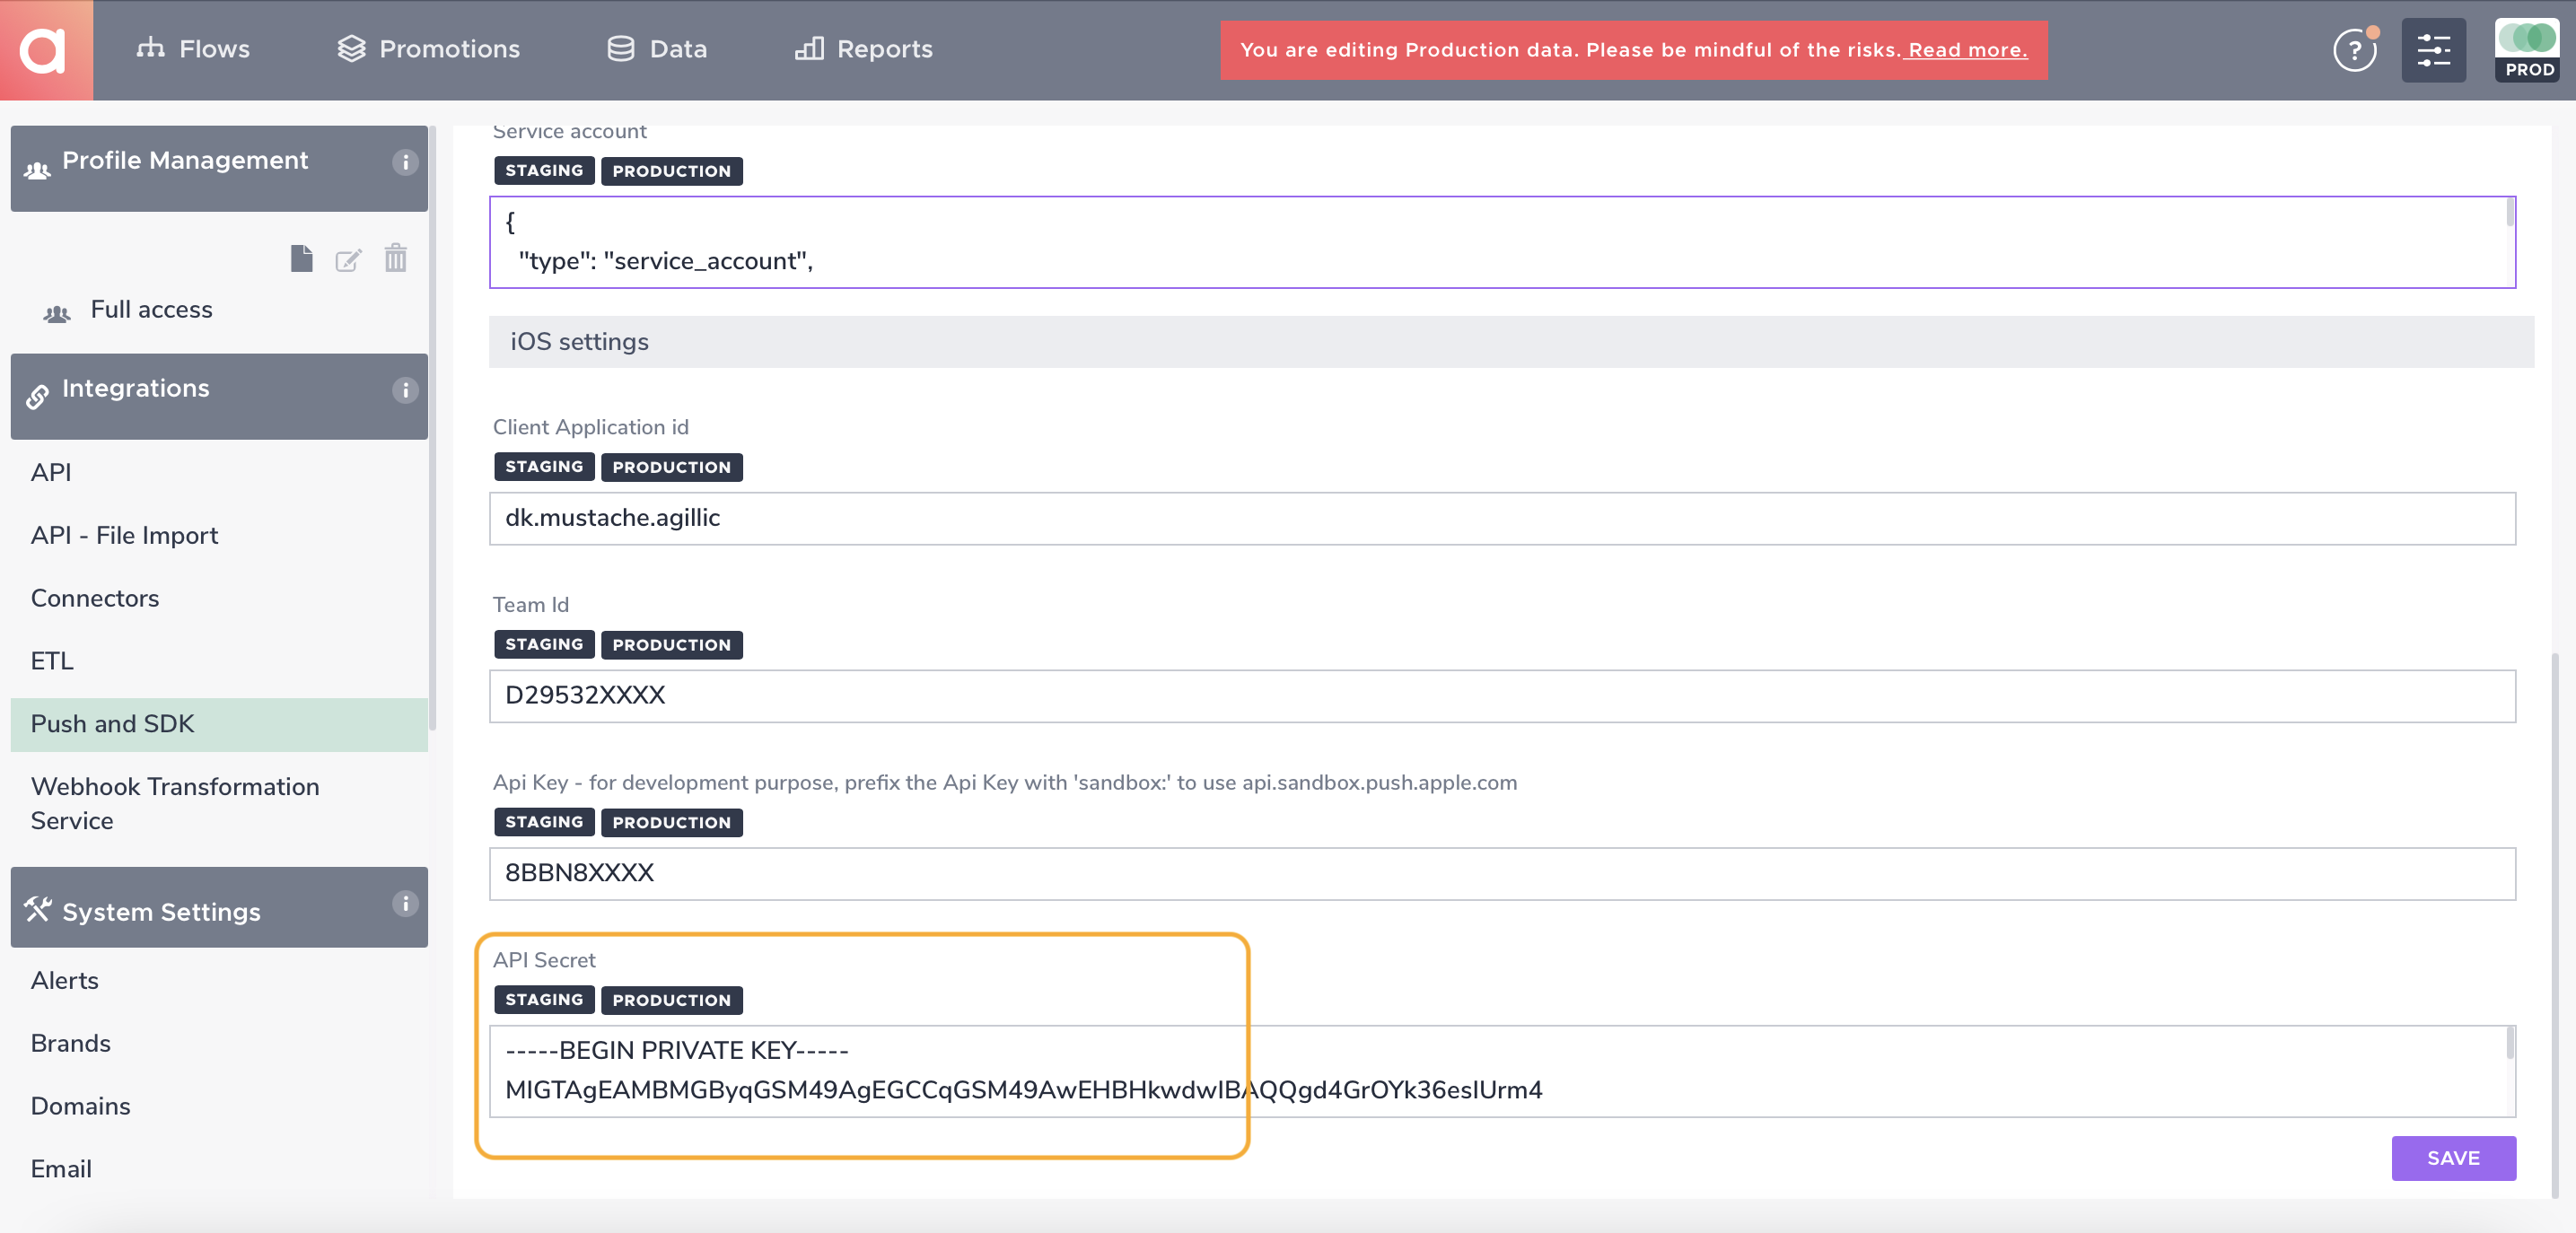 a
Flows
Promotions
Data
Reports
You are editing Production data. Please be mindful of the risks. Read more.
?
PROD
Profile Management
i
Full access
Integrations
i
API
API - File Import
Connectors
ETL
Push and SDK
Webhook Transformation
Service
System Settings
i
Alerts
Brands
Domains
Email
Service account
STAGING PRODUCTION
{
"type": "service_account",
iOS settings
Client Application id
STAGING PRODUCTION
dk.mustache.agillic
Team Id
STAGING PRODUCTION
D29532XXXX
Api Key - for development purpose, prefix the Api Key with 'sandbox:' to use api.sandbox.push.apple.com
STAGING PRODUCTION
8BBN8XXXX
API Secret
STAGING PRODUCTION
-----BEGIN PRIVATE KEY-----
MIGTAgEAMBMGByqGSM49AgEGCCqGSM49AwEHBHkwdwIBAQQgd4GrOYk36esIUrm4
SAVE